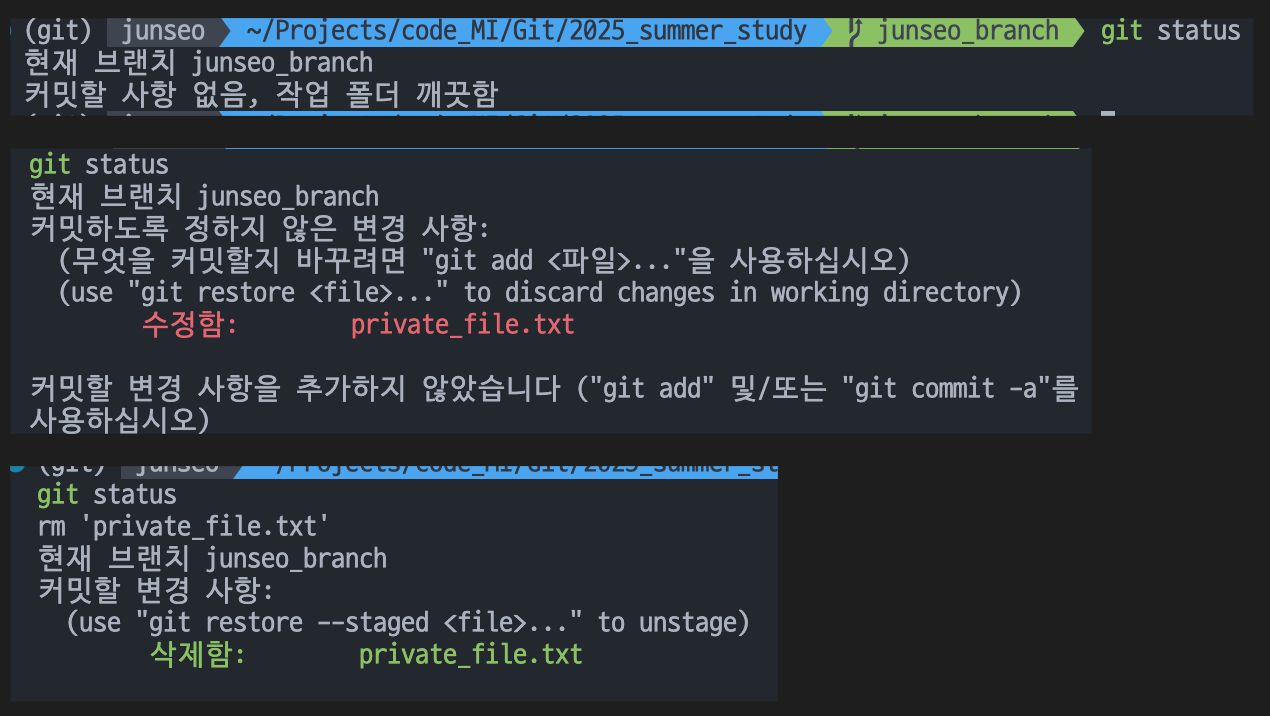 (git) junseo ~/Projects/code_MI/Git/2025_summer_study junseo_branch git status
현재 브랜치 junseo_branch
커밋할 사항 없음, 작업 폴더 깨끗함
git status
현재 브랜치 junseo_branch
커밋하도록 정하지 않은 변경 사항:
(무엇을 커밋할지 바꾸려면 "git add <파일>..."을 사용하십시오)
(use "git restore <file>..." to discard changes in working directory)
수정함: private_file.txt
커밋할 변경 사항을 추가하지 않았습니다 ("git add" 및/또는 "git commit -a"를
사용하십시오)
(git) junseo ~/Projects/code_MI/Git/2025_summer_st
git status
rm 'private_file.txt'
현재 브랜치 junseo_branch
커밋할 변경 사항:
(use "git restore --staged <file>..." to unstage)
삭제함: private_file.txt